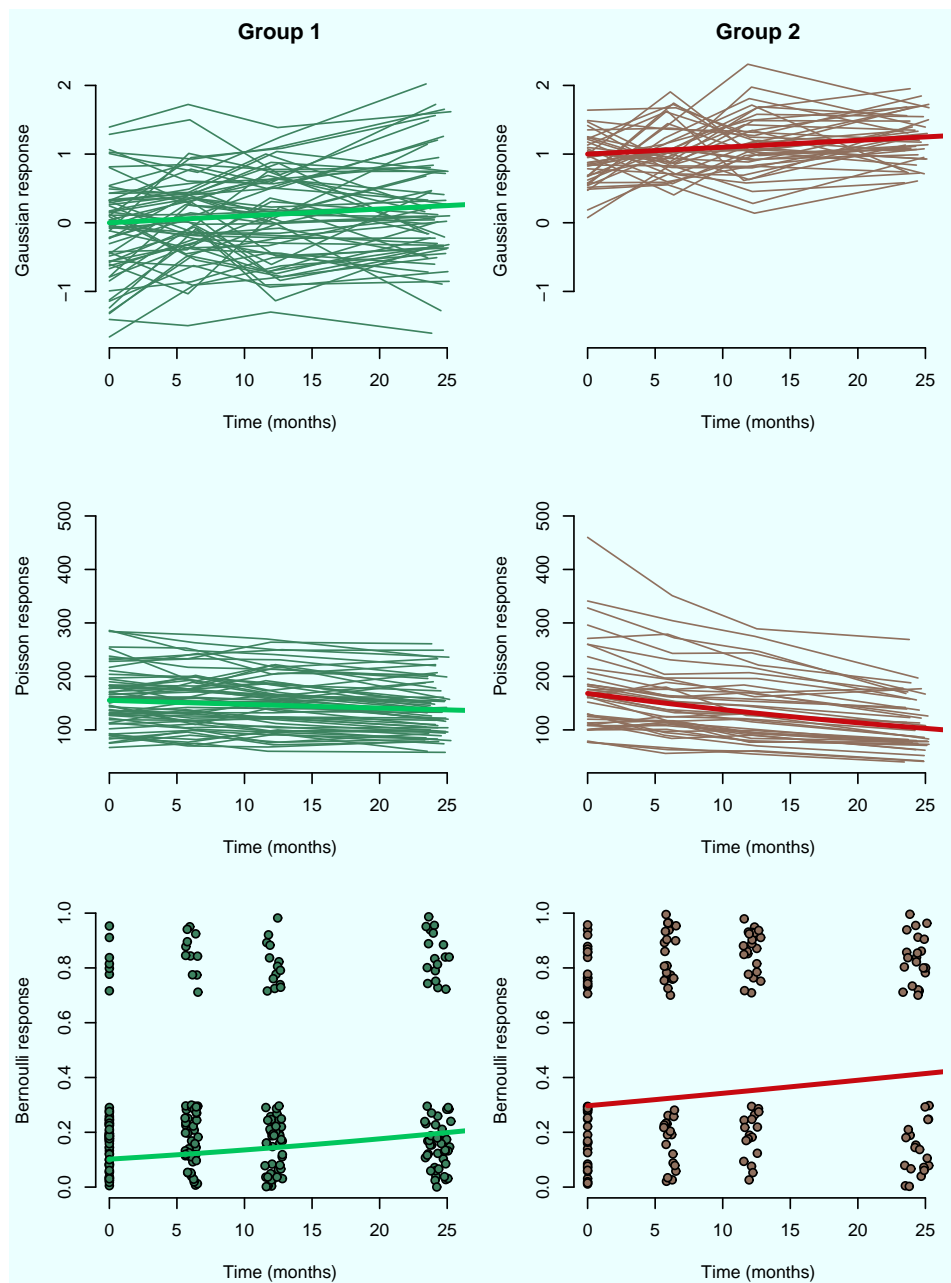 Group 1
Group 2
Gaussian response
2
1
0
−1
0 5 10 15 20 25
Time (months)
Gaussian response
2
1
0
−1
0 5 10 15 20 25
Time (months)
Poisson response
500
400
300
200
100
0 5 10 15 20 25
Time (months)
Poisson response
500
400
300
200
100
0 5 10 15 20 25
Time (months)
Bernoulli response
1.0
0.8
0.6
0.4
0.2
0.0
0 5 10 15 20 25
Time (months)
Bernoulli response
1.0
0.8
0.6
0.4
0.2
0.0
0 5 10 15 20 25
Time (months)